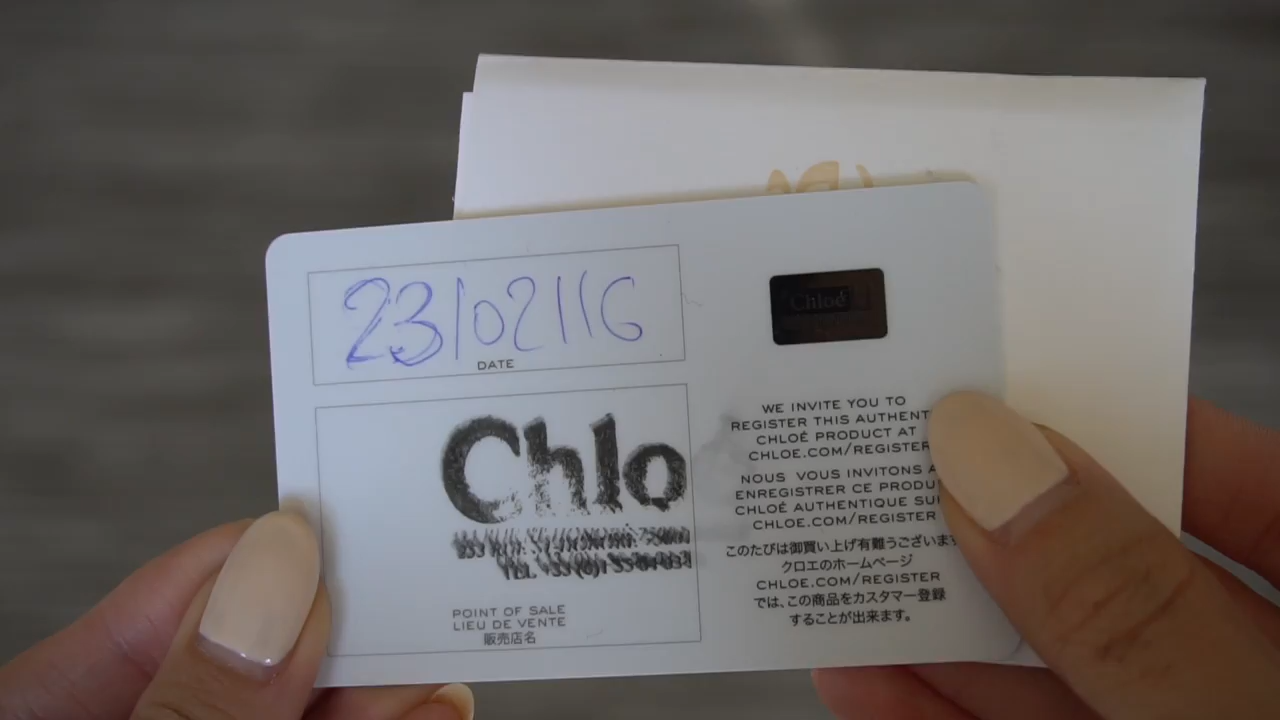 23/02/16
DATE
Chlo
TEL
POINT OF SALE
LIEU DE VENTE
販売店名
Chloé
WE INVITE YOU TO
REGISTER THIS AUTHENT
CHLOÉ PRODUCT AT
CHLOE.COM/REGISTER
NOUS VOUS INVITONS A
ENREGISTRER CE PRODU
CHLOÉ AUTHENTIQUE SU
CHLOE.COM/REGISTER
このたびは御買い上げ有難うございます
クロエのホームページ
CHLOE.COM/REGISTER
では、この商品をカスタマー登録
することが出来ます。